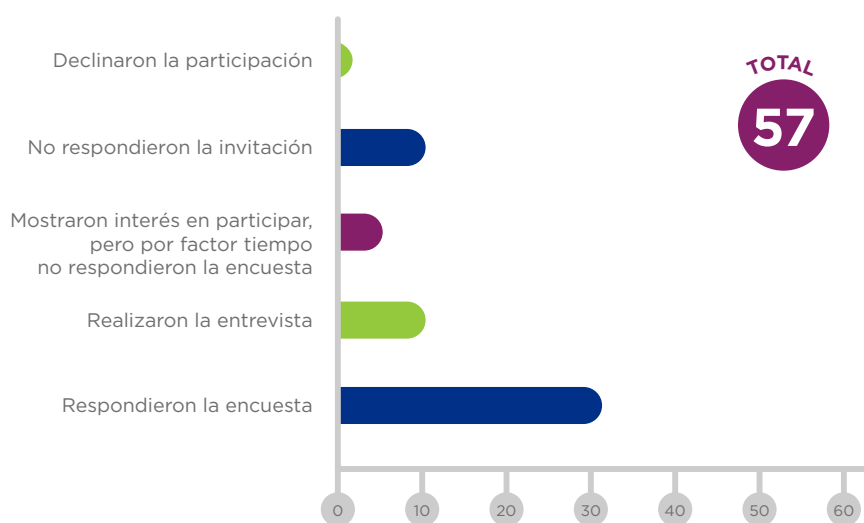 Declinaron la participación
TOTAL
57
No respondieron la invitación
Mostraron interés en participar,
pero por factor tiempo
no respondieron la encuesta
Realizaron la entrevista
Respondieron la encuesta
0 10 20 30 40 50 60